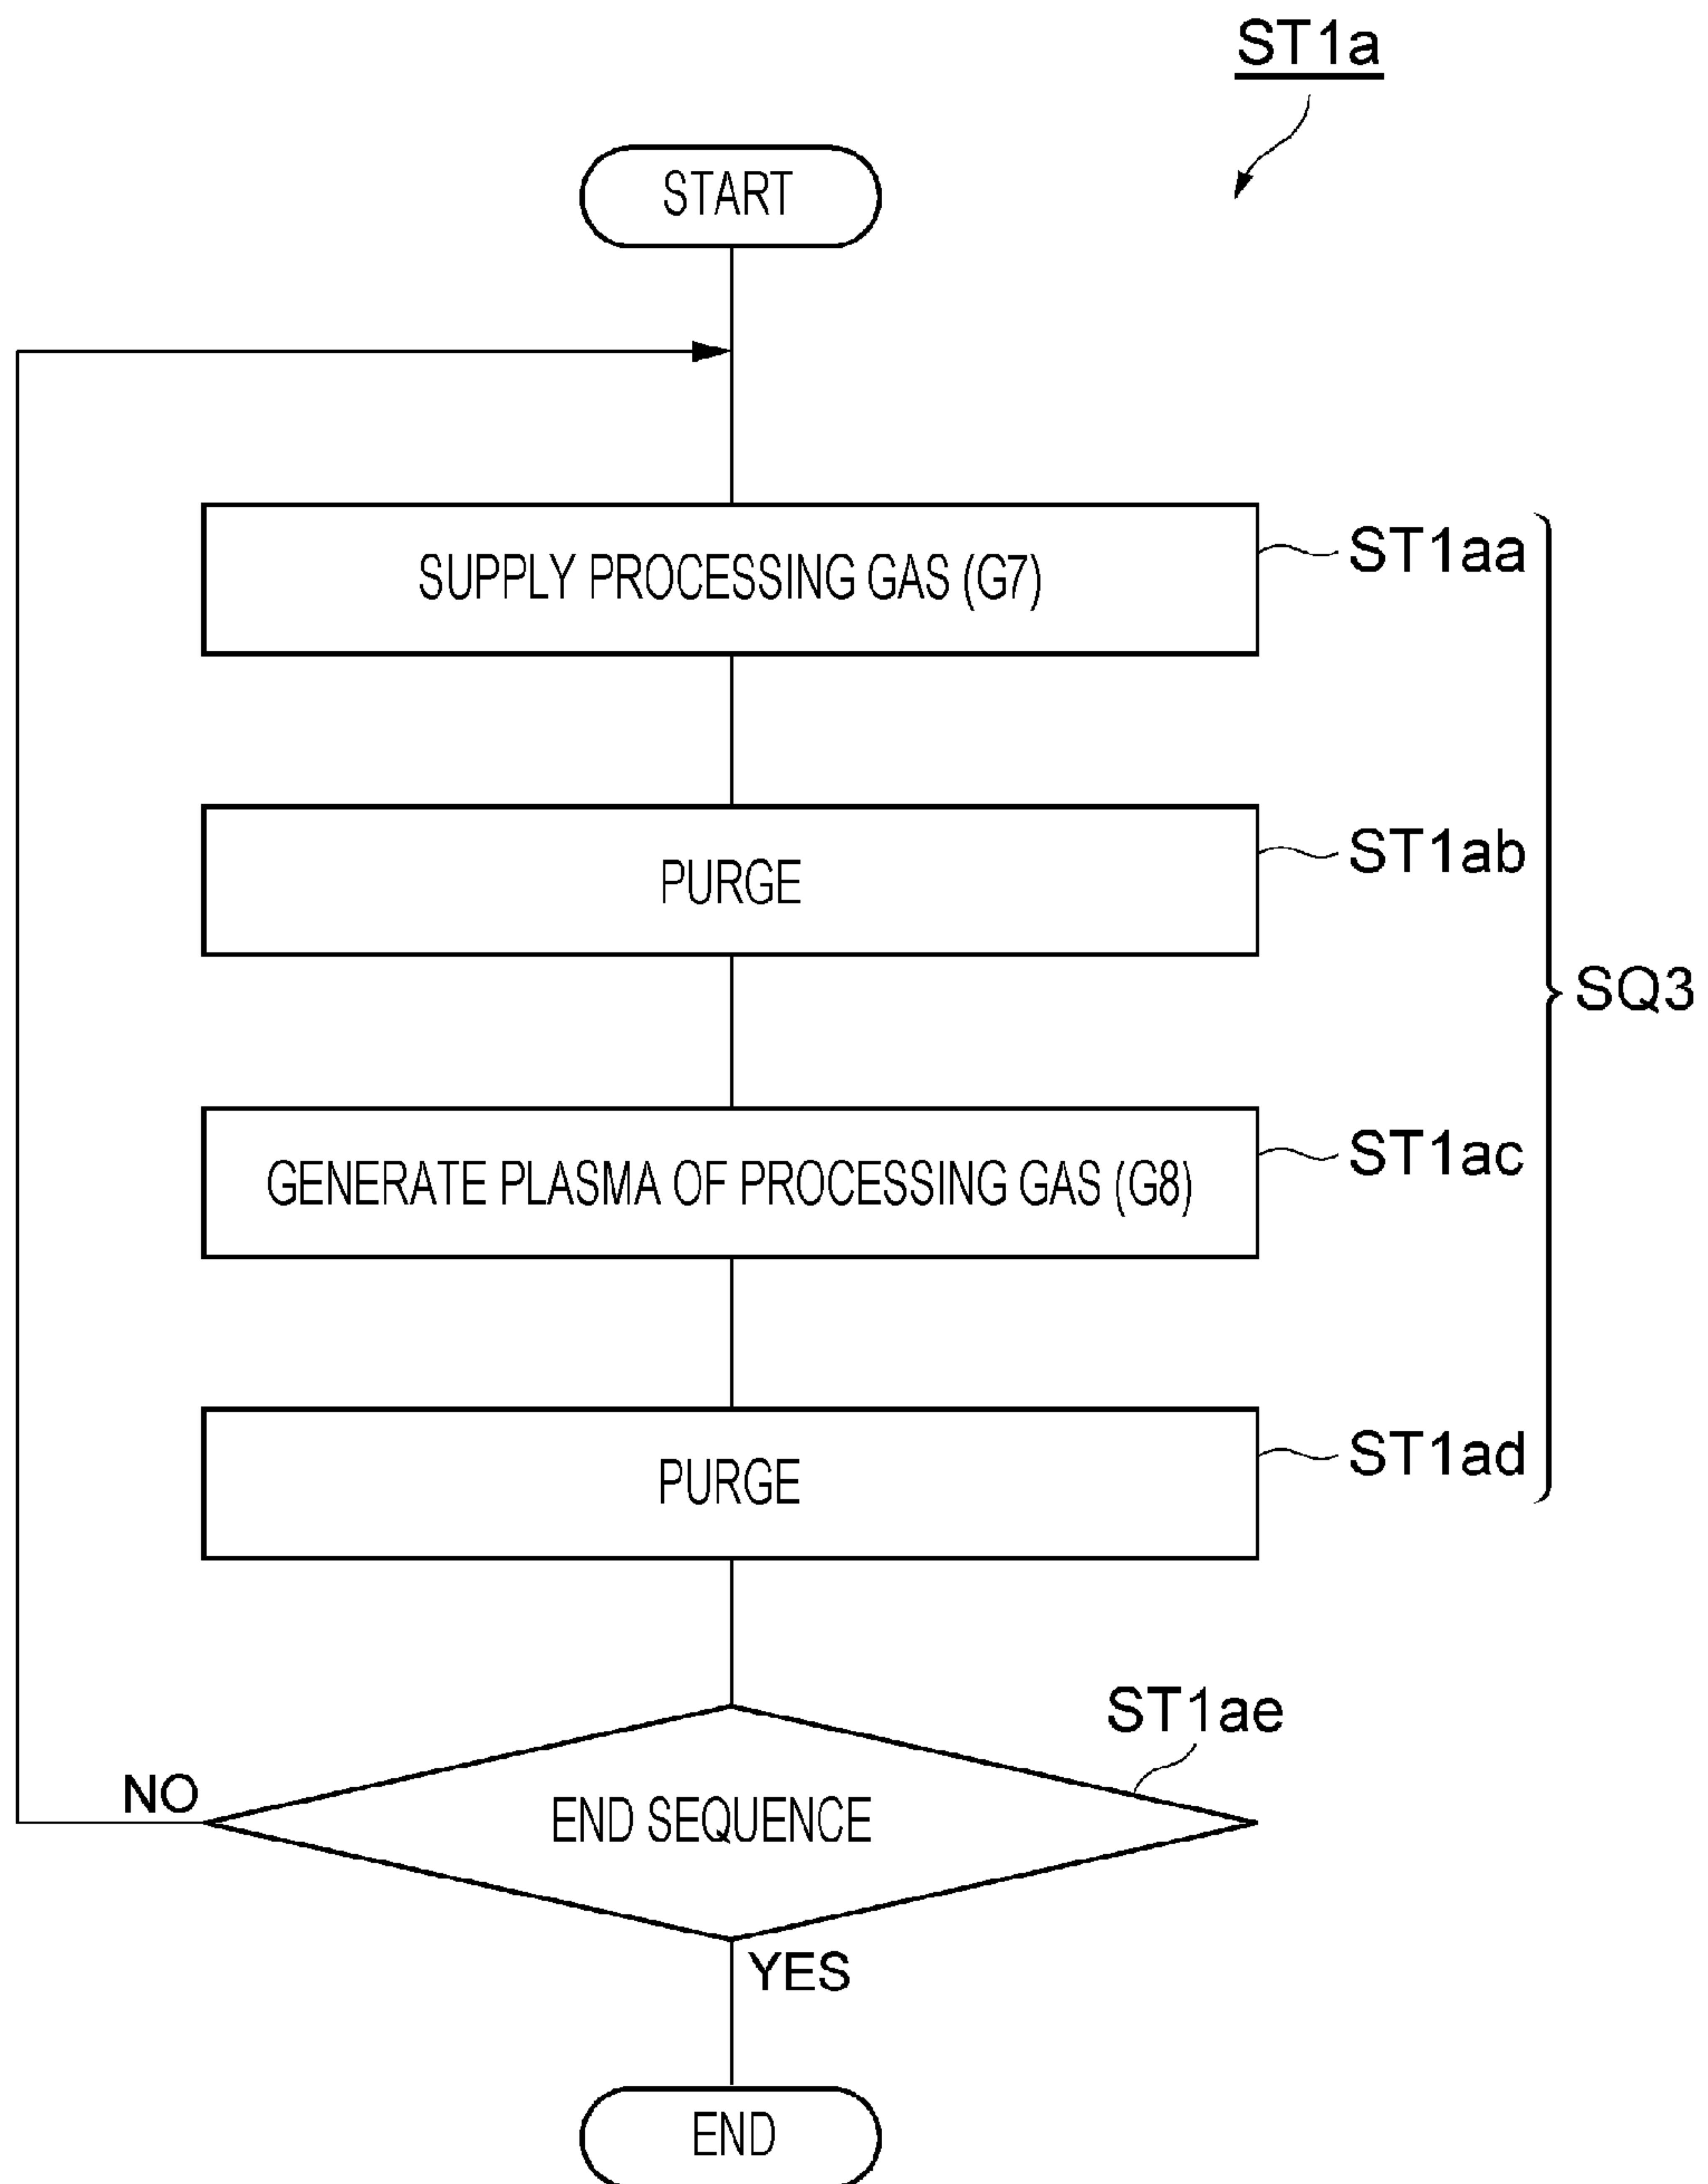 ST1a
START
SUPPLY PROCESSING GAS (G7)
ST1aa
PURGE
ST1ab
SQ3
GENERATE PLASMA OF PROCESSING GAS (G8)
ST1ac
PURGE
ST1ad
ST1ae
NO
END SEQUENCE
YES
END